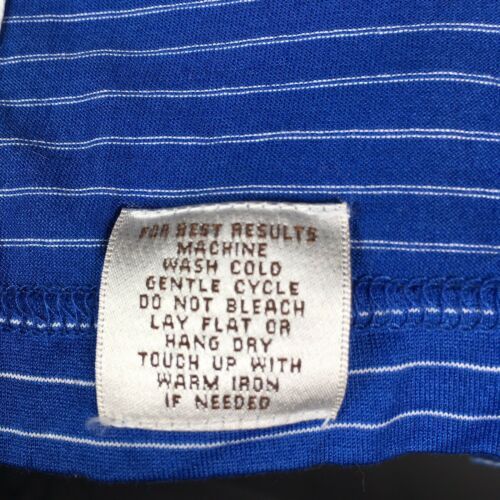 FOR BEST RESULTS
MACHINE
WASH COLD
GENTLE CYCLE
DO NOT BLEACH
LAY FLAT OR
HANG DRY
TOUCH UP WITH
WARM IRON
IF NEEDED